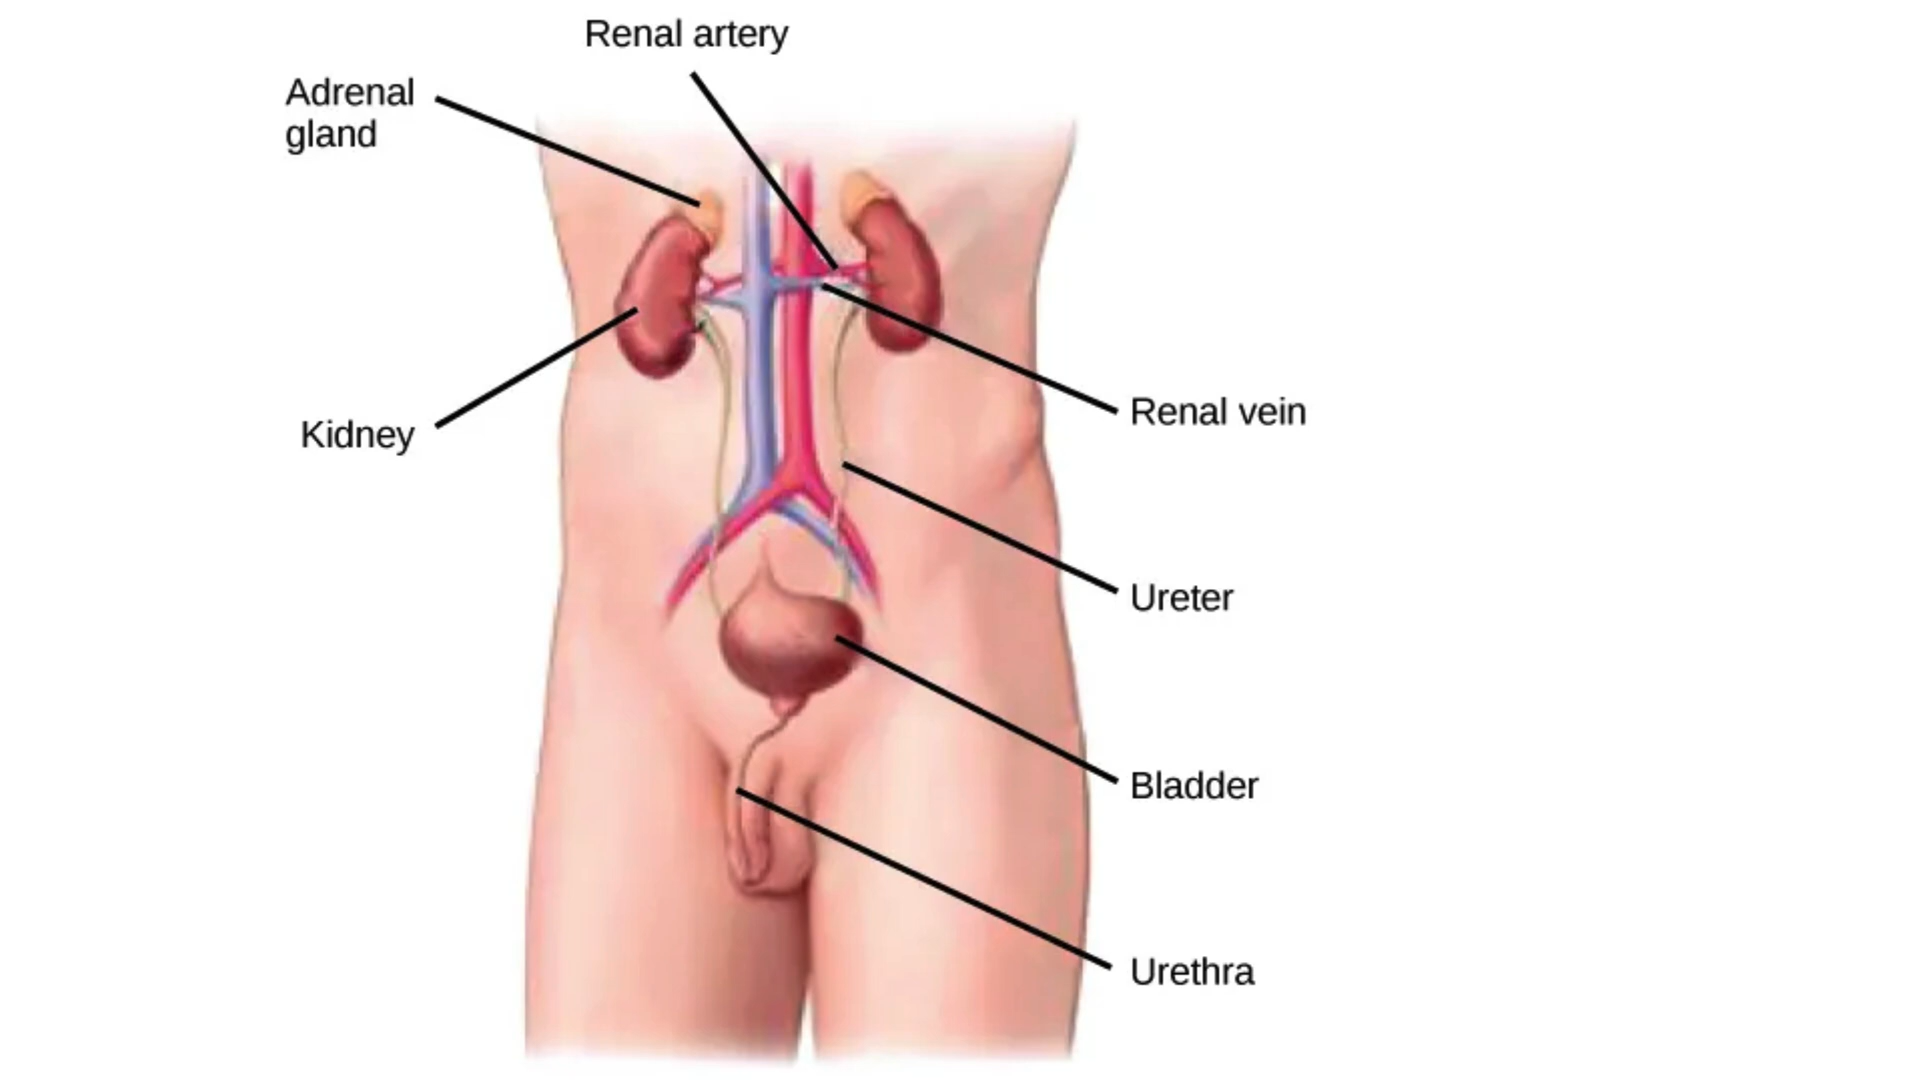 Renal artery
Adrenal
gland
Kidney
Renal vein
Ureter
Bladder
Urethra